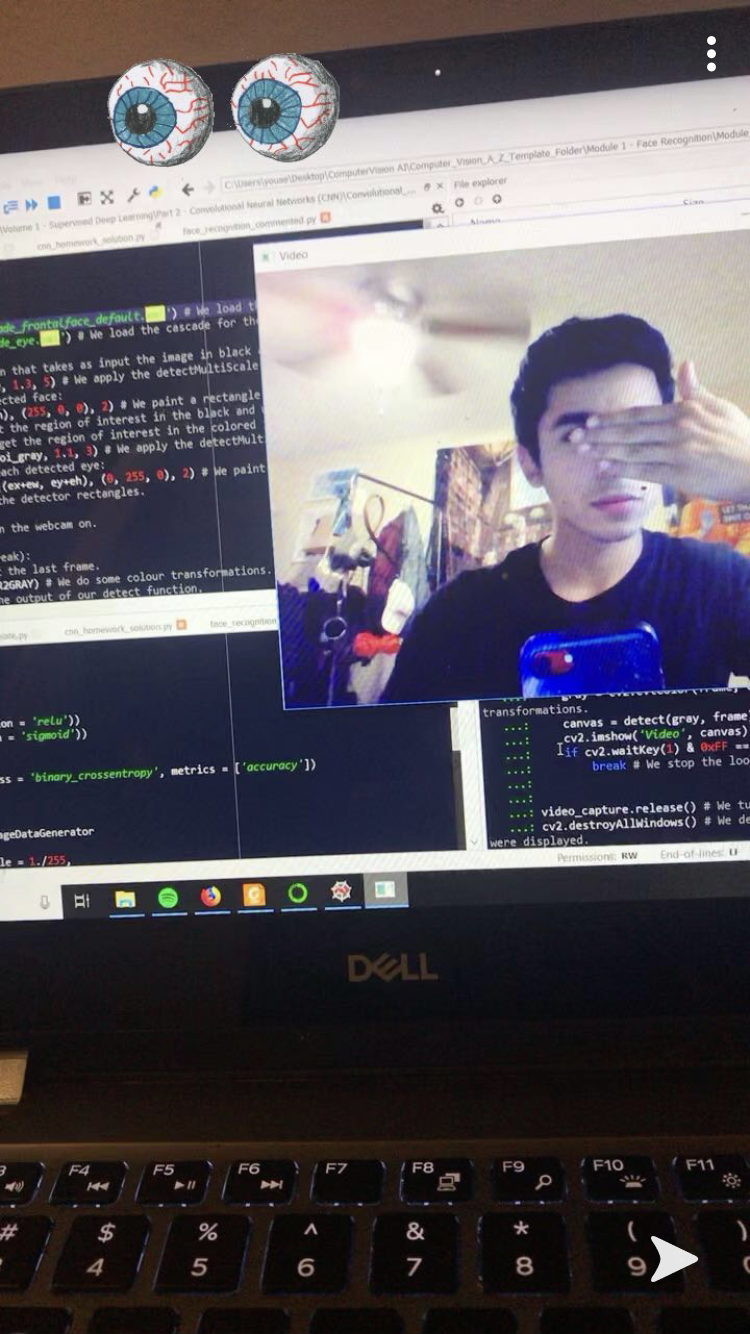 C:\Users\youse\Desktop\ComputerVision AI\Computer_Vision_A_Z_Template_Folder\Module 1 - Face Recognition\Module
Volume 1 - Supervised Deep Learning\Part 2 - Convolutional Neural Networks (CNN)\Convolutional_...
File explorer
Name
cnn_homework_solution.py
face_recognition_commented.py
Video
ade_frontalface_default.
') # We load t
de_eye.
') # We load the cascade for the
n that takes as input the image in black
, 1.3, 5) # We apply the detectMultiScale
ected face:
), (255, 0, 0), 2) # We paint a rectangle
t the region of interest in the black and
get the region of interest in the colored
oi_gray, 1.1, 3) # We apply the detectMult
each detected eye:
(ex+ew, ey+eh), (0, 255, 0), 2) # We paint
the detector rectangles.
n the webcam on.
eak):
the last frame.
R2GRAY) # We do some colour transformations.
he output of our detect function.
cnn_homework_solution.py
face_recognition
on = 'relu'))
n = 'sigmoid'))
ss = 'binary_crossentropy', metrics = ['accuracy'])
ageDataGenerator
le = 1./255,
transformations.
...: canvas = detect(gray, frame
...: cv2.imshow('Video', canvas)
...: if cv2.waitKey(1) & 0xFF ==
...: break # We stop the loo
...:
...:
...: video_capture.release() # We tu
...: cv2.destroyAllWindows() # We de
were displayed.
Permissions: RW
End-of-lines: LF
DELL
F4
F5
F6
F7
F8
F9
F10
F11
#
$
4
%
5
^
6
&
7
*
8
(
9
)